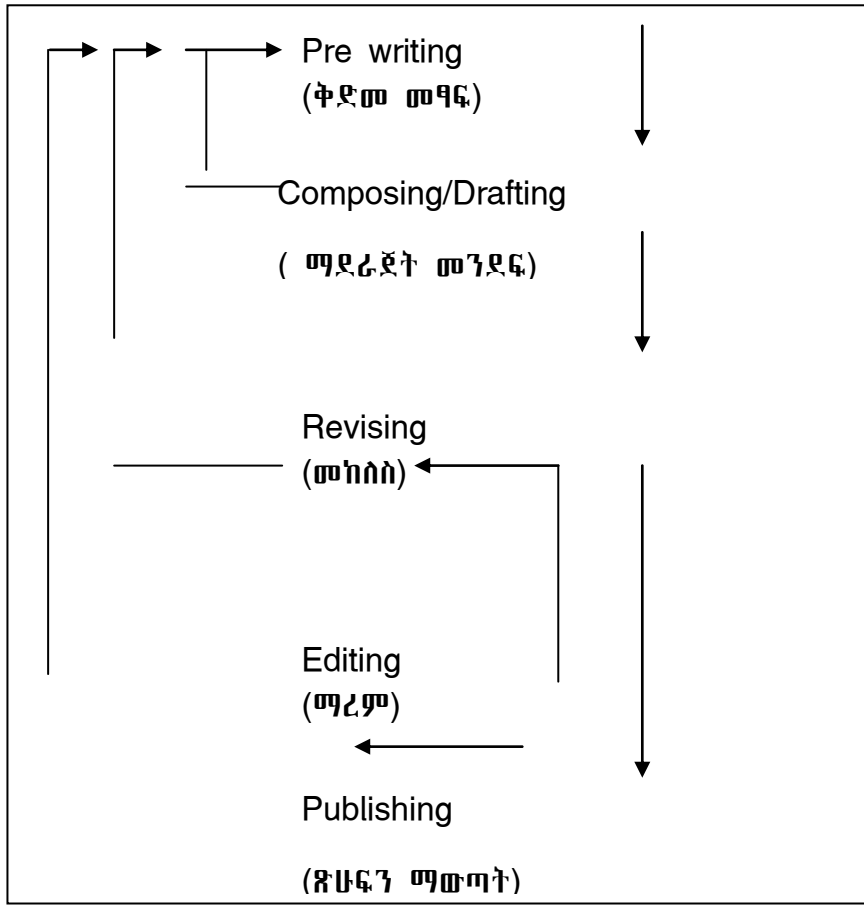 Pre writing
(ቅድመ መፃፍ)
Composing/Drafting
( ማደራጀት መንደፍ)
Revising
(መከለስ)
Editing
(ማረም)
Publishing
(ጽሁፍን ማውጣት)